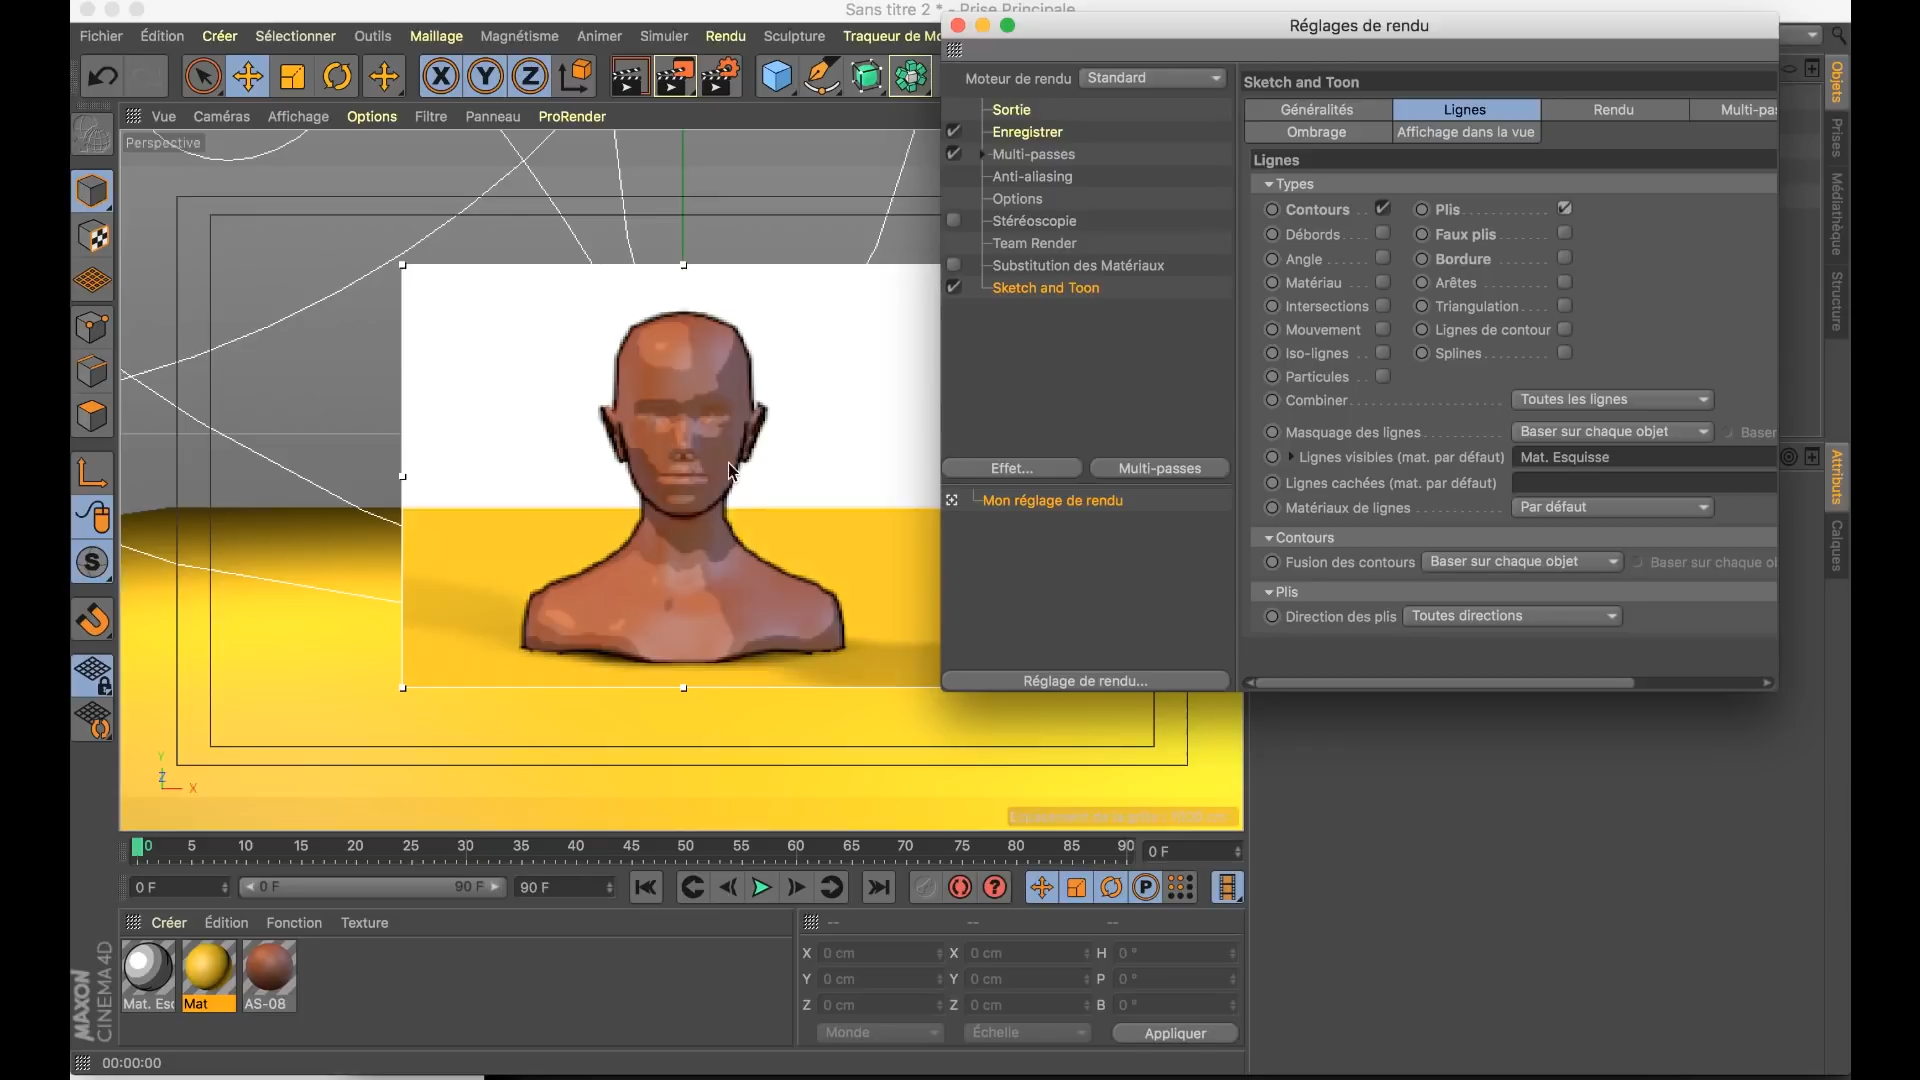 Sans titre 2 * - Prise Principale
Fichier Édition Créer Sélectionner Outils Maillage Magnétisme Animer Simuler Rendu Sculpture Traqueur de Mo
Réglages de rendu
X Y Z
Moteur de rendu Standard
Sketch and Toon
Vue Caméras Affichage Options Filtre Panneau ProRender
Perspective
Sortie
Enregistrer
Multi-passes
Anti-aliasing
Options
Stéréoscopie
Team Render
Substitution des Matériaux
Sketch and Toon
Effet... Multi-passes
Mon réglage de rendu
Réglage de rendu...
Généralités Lignes Rendu Multi-pas
Ombrage Affichage dans la vue
Lignes
Types
Contours Plis
Débords Faux plis
Angle Bordure
Matériau Arêtes
Intersections Triangulation
Mouvement Lignes de contour
Iso-lignes Splines
Particules
Combiner Toutes les lignes
Masquage des lignes Baser sur chaque objet Baser
Lignes visibles (mat. par défaut) Mat. Esquisse
Lignes cachées (mat. par défaut)
Matériaux de lignes Par défaut
Contours
Fusion des contours Baser sur chaque objet Baser sur chaque ob
Plis
Direction des plis Toutes directions
Objets
Prises
Médiathèque
Structure
Attributs
Calques
S
Y
Z
X
0 5 10 15 20 25 30 35 40 45 50 55 60 65 70 75 80 85 90 0 F
0 F 0 F 90 F 90 F ? P
Créer Édition Fonction Texture -- -- --
Mat. Esq Mat AS-08
X 0 cm X 0 cm H 0 °
Y 0 cm Y 0 cm P 0 °
Z 0 cm Z 0 cm B 0 °
Monde Échelle Appliquer
MAXON
CINEMA4D
00:00:00